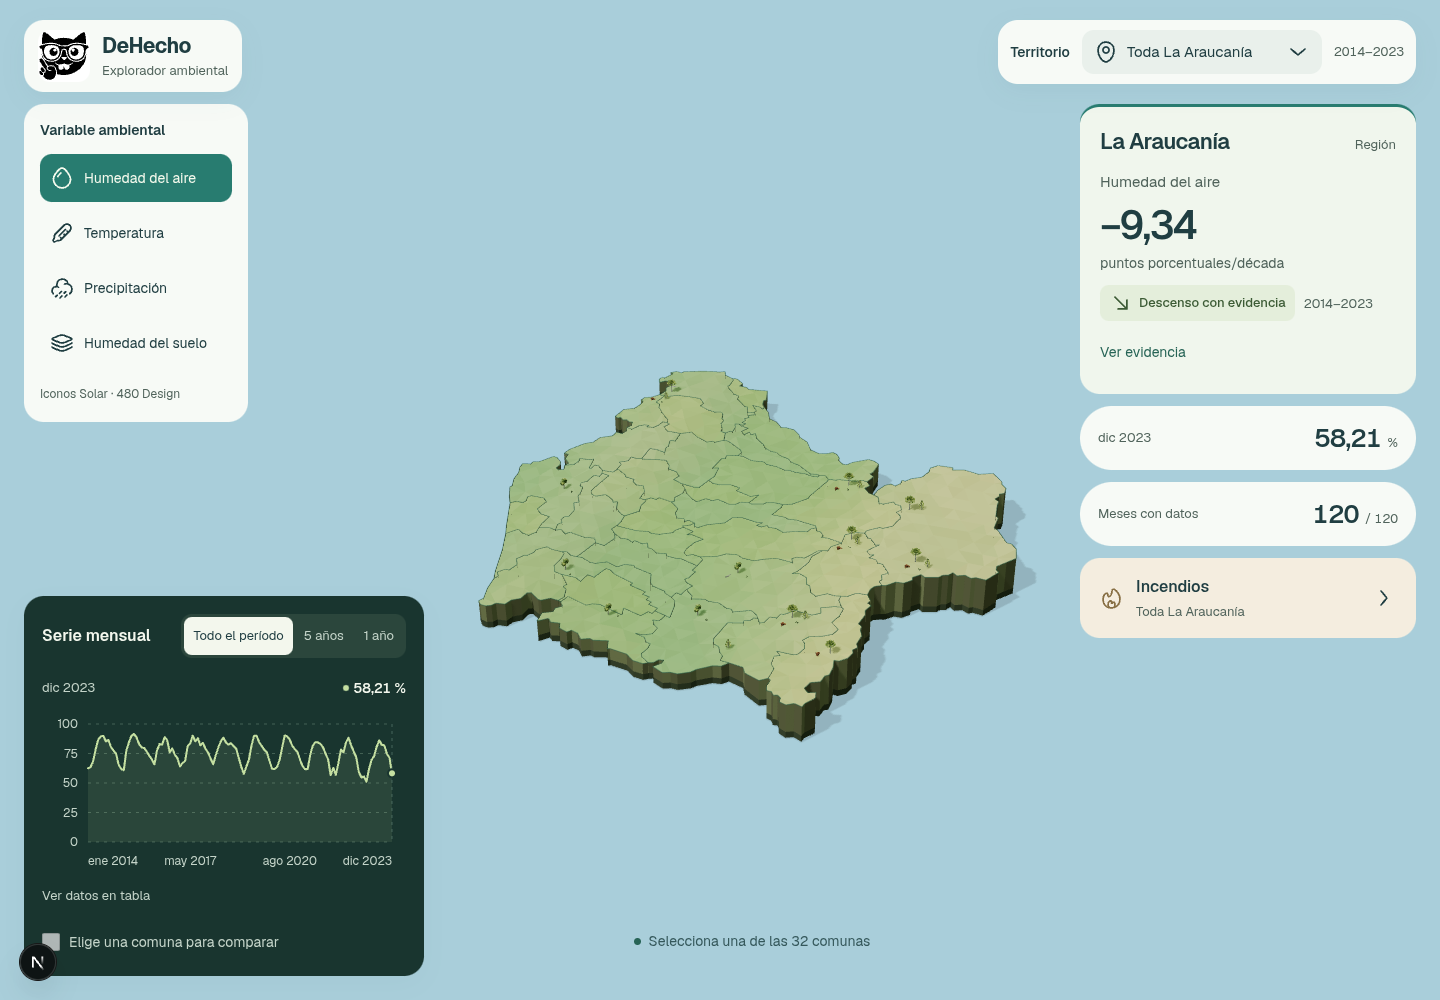 DeHecho
Explorador ambiental
Territorio
Toda La Araucanía
2014–2023
Variable ambiental
Humedad del aire
Temperatura
Precipitación
Humedad del suelo
Iconos Solar · 480 Design
La Araucanía
Región
Humedad del aire
−9,34
puntos porcentuales/década
Descenso con evidencia
2014–2023
Ver evidencia
dic 2023
58,21 %
Meses con datos
120 / 120
Incendios
Toda La Araucanía
Serie mensual
Todo el período
5 años
1 año
dic 2023
58,21 %
100
75
50
25
0
ene 2014
may 2017
ago 2020
dic 2023
Ver datos en tabla
Elige una comuna para comparar
N
Selecciona una de las 32 comunas